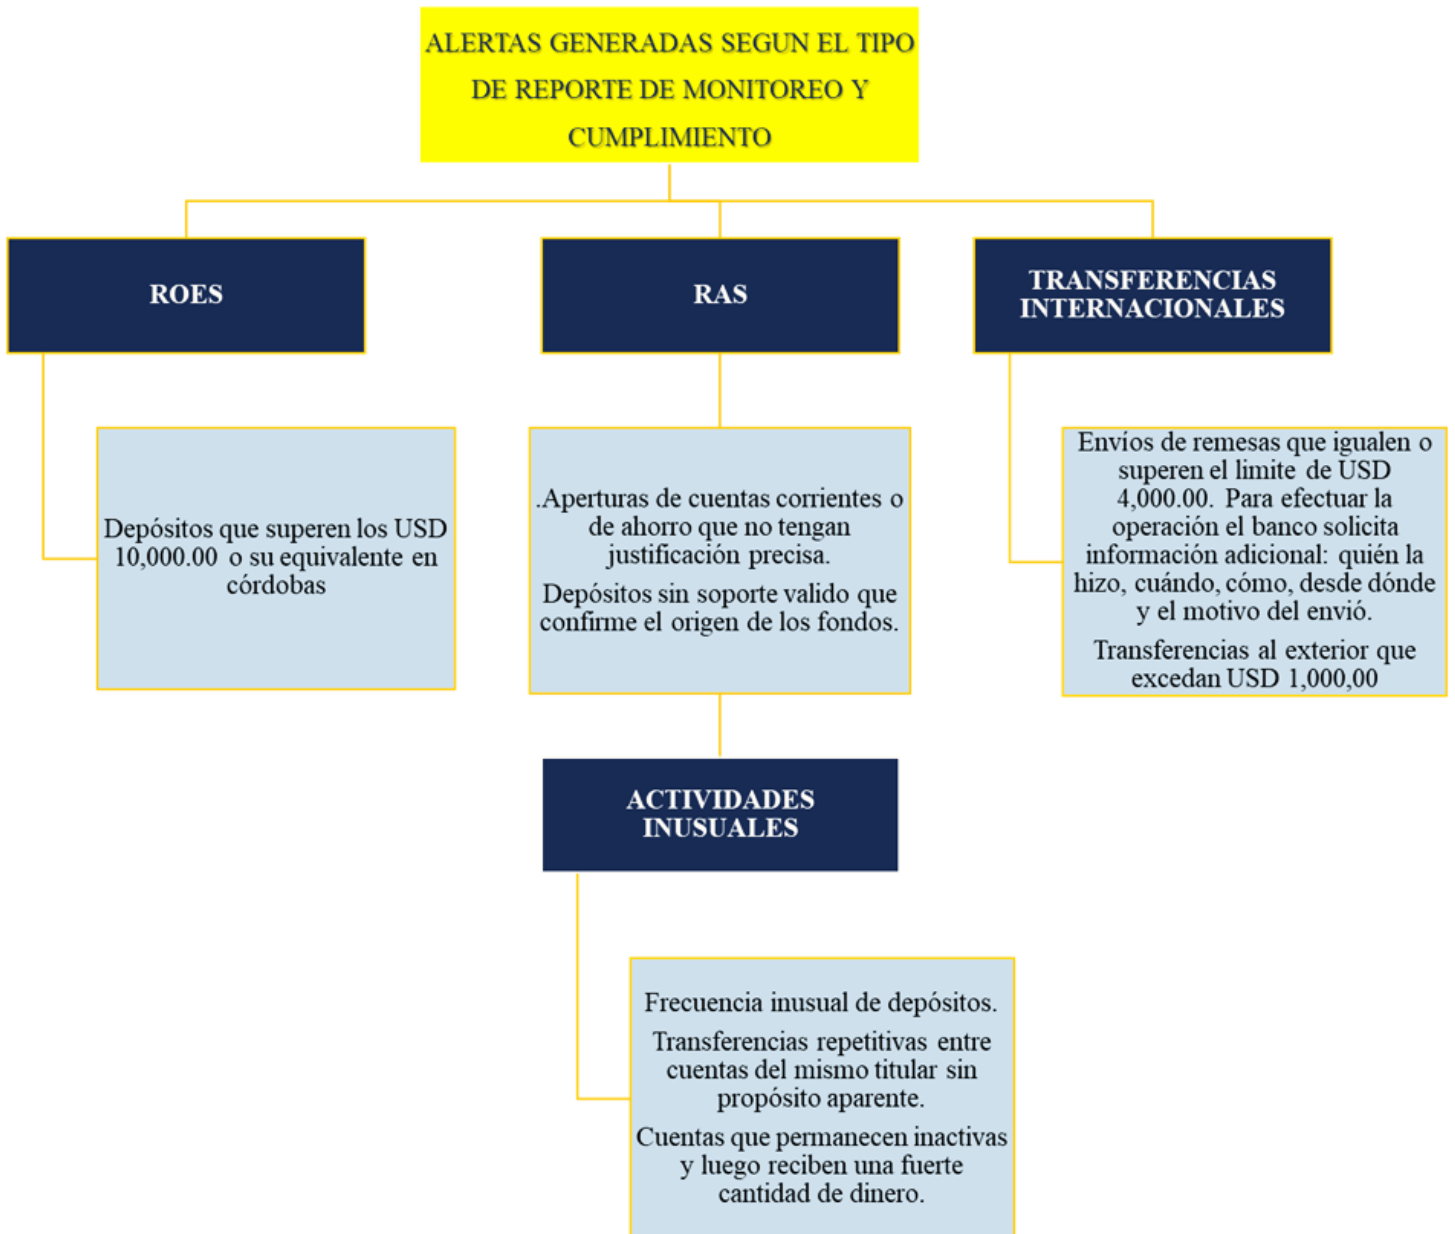 ALERTAS GENERADAS SEGUN EL TIPO
DE REPORTE DE MONITOREO Y
CUMPLIMIENTO
ROES
RAS
TRANSFERENCIAS
INTERNACIONALES
Depósitos que superen los USD
10,000.00 o su equivalente en
córdobas
.Aperturas de cuentas corrientes o
de ahorro que no tengan
justificación precisa.
Depósitos sin soporte valido que
confirme el origen de los fondos.
Envíos de remesas que igualen o
superen el limite de USD
4,000.00. Para efectuar la
operación el banco solicita
información adicional: quién la
hizo, cuándo, cómo, desde dónde
y el motivo del envió.
Transferencias al exterior que
excedan USD 1,000,00
ACTIVIDADES
INUSUALES
Frecuencia inusual de depósitos.
Transferencias repetitivas entre
cuentas del mismo titular sin
propósito aparente.
Cuentas que permanecen inactivas
y luego reciben una fuerte
cantidad de dinero.